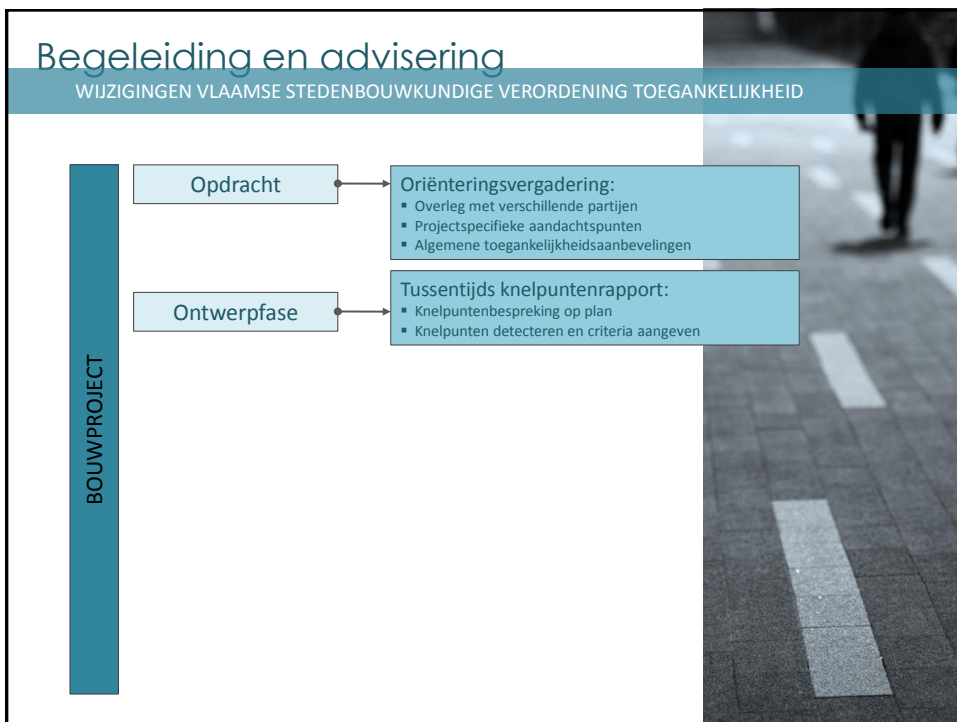 Begeleiding en advisering
WIJZIGINGEN VLAAMSE STEDENBOUWKUNDIGE VERORDENING TOEGANKELIJKHEID
BOUWPROJECT
Opdracht
Oriënteringsvergadering:
▪ Overleg met verschillende partijen
▪ Projectspecifieke aandachtspunten
▪ Algemene toegankelijkheidsaanbevelingen
Ontwerpfase
Tussentijds knelpuntenrapport:
▪ Knelpuntenbespreking op plan
▪ Knelpunten detecteren en criteria aangeven